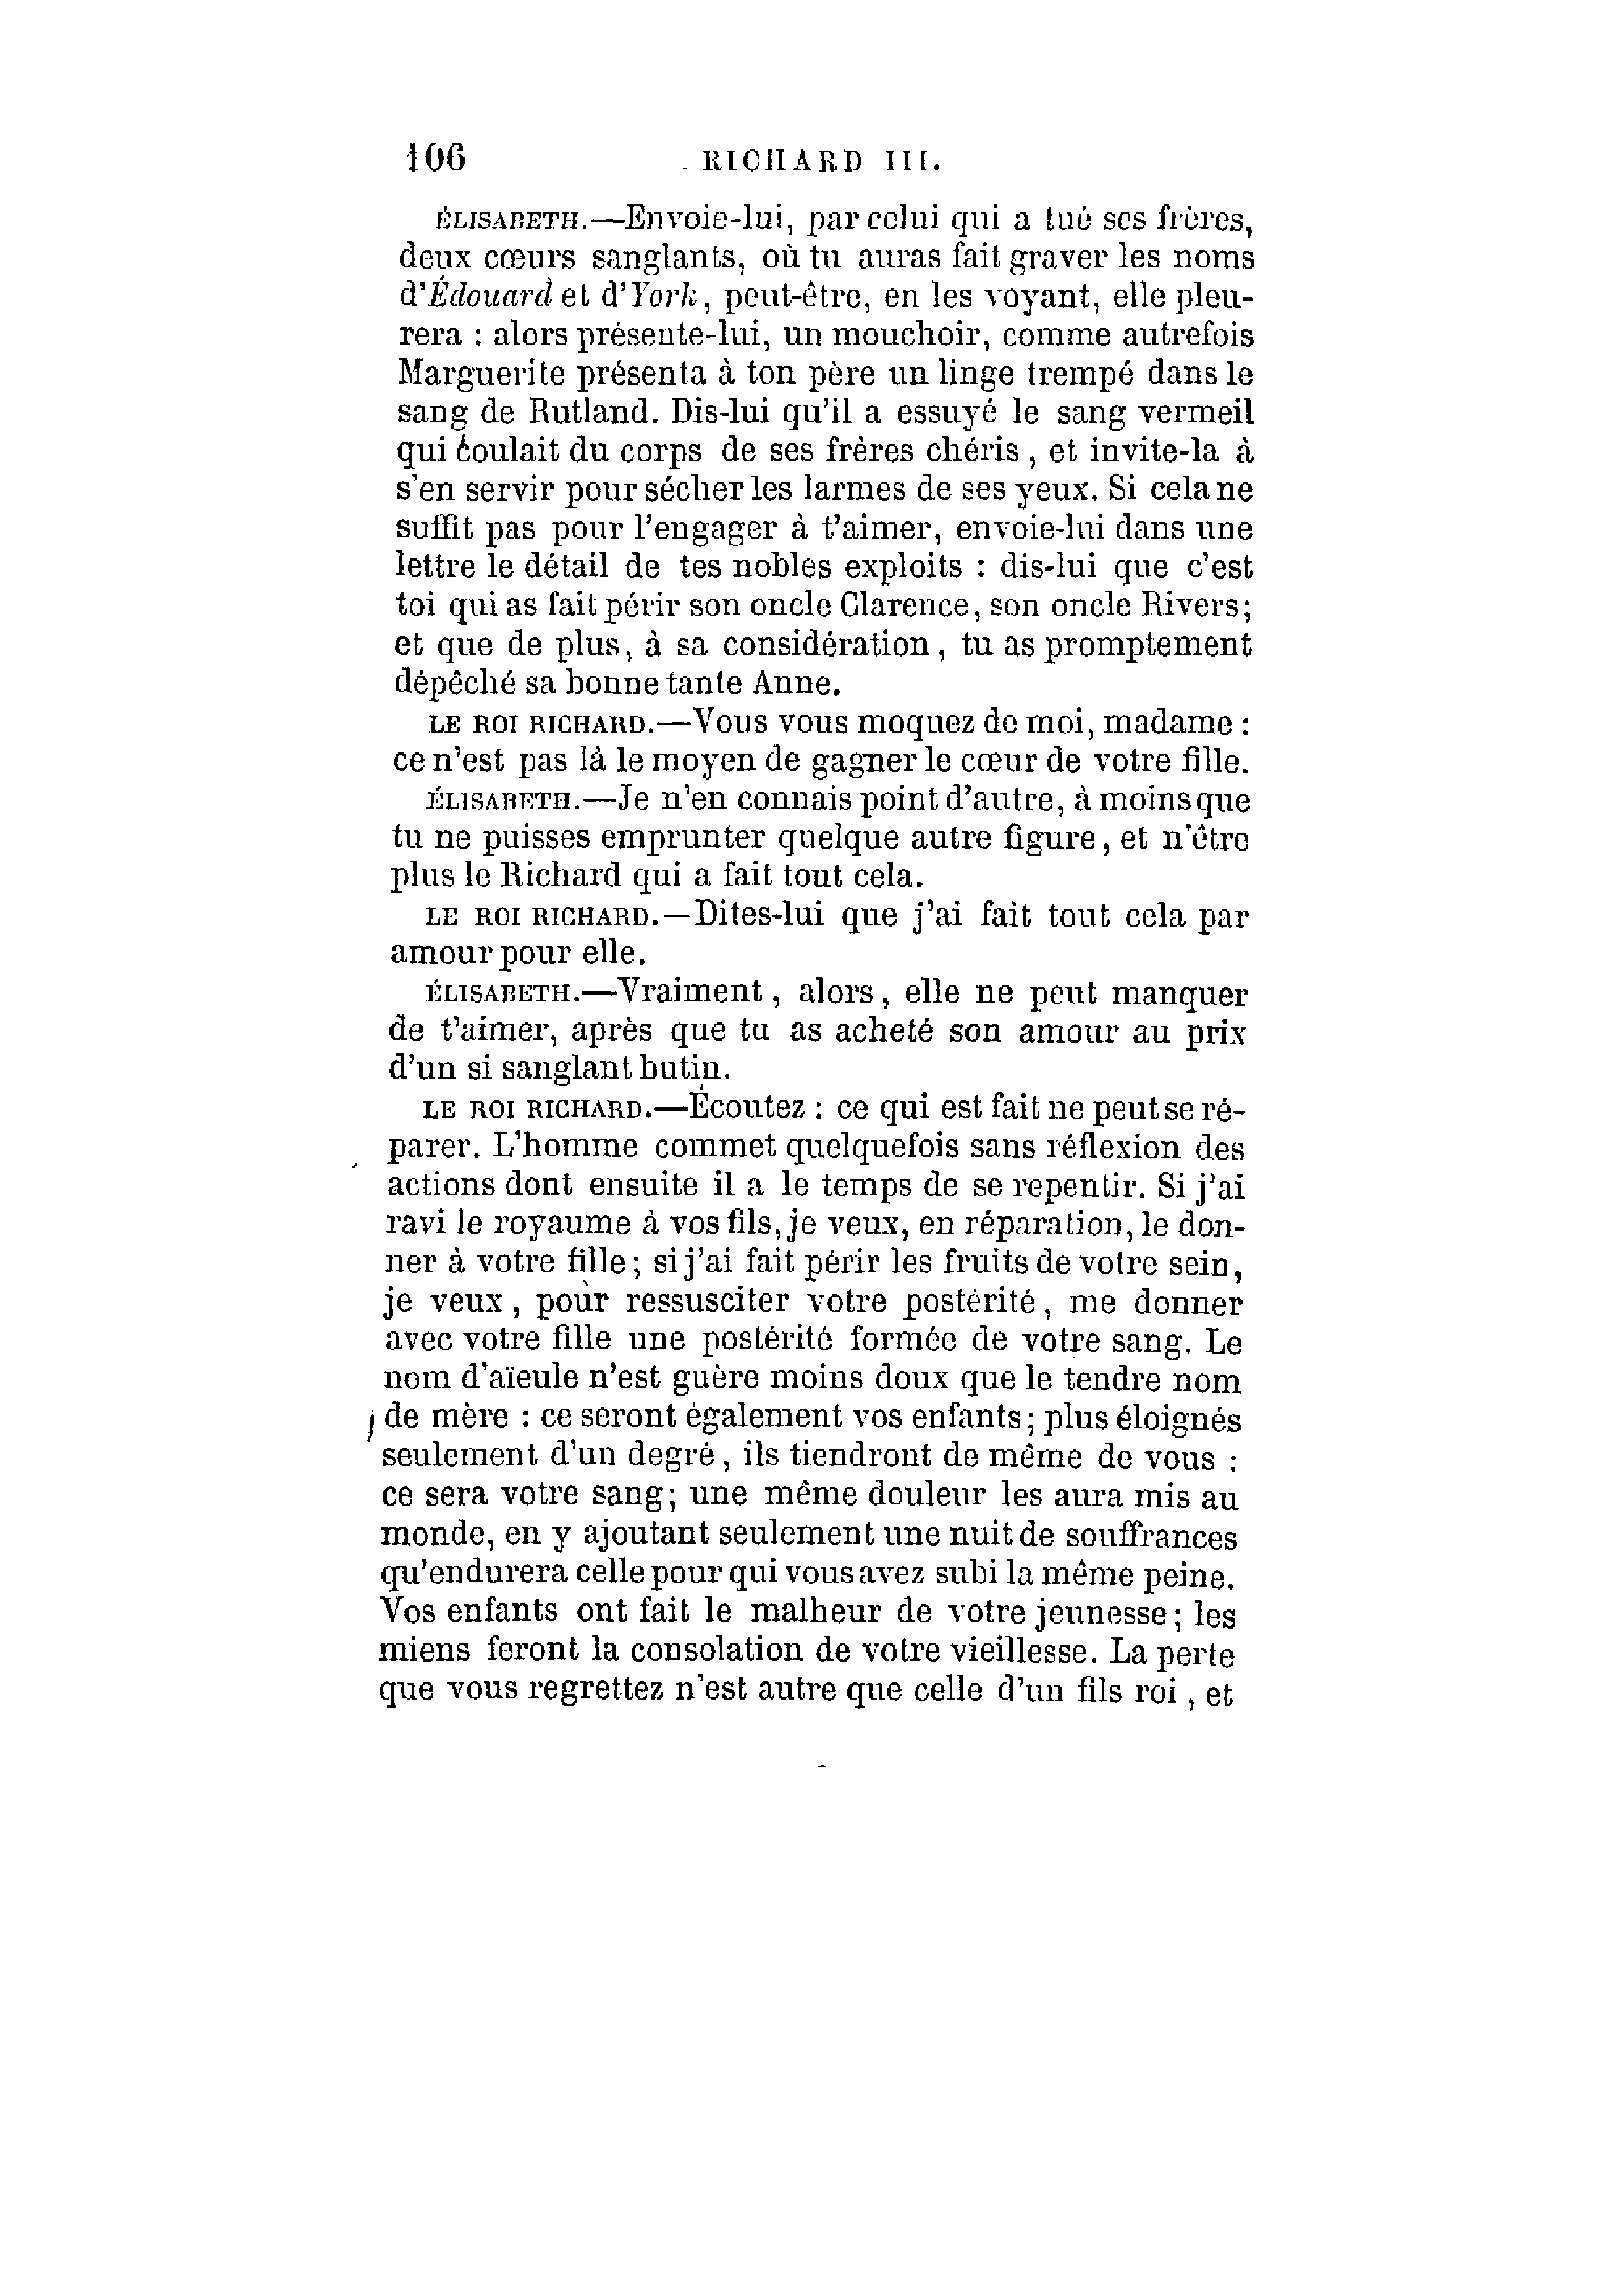 106 RICHARD III.
ÉLISABETH.—Envoie-lui, par celui qui a tué ses frères,
deux cœurs sanglants, où tu auras fait graver les noms
d'Édouard et d'York, peut-être, en les voyant, elle pleu-
rera : alors présente-lui, un mouchoir, comme autrefois
Marguerite présenta à ton père un linge trempé dans le
sang de Rutland. Dis-lui qu'il a essuyé le sang vermeil
qui coulait du corps de ses frères chéris, et invite-la à
s'en servir pour sécher les larmes de ses yeux. Si cela ne
suffit pas pour l'engager à t'aimer, envoie-lui dans une
lettre le détail de tes nobles exploits : dis-lui que c'est
toi qui as fait périr son oncle Clarence, son oncle Rivers;
et que de plus, à sa considération, tu as promptement
dépêché sa bonne tante Anne.
LE ROI RICHARD.—Vous vous moquez de moi, madame :
ce n'est pas là le moyen de gagner le cœur de votre fille.
ÉLISABETH.—Je n'en connais point d'autre, à moins que
tu ne puisses emprunter quelque autre figure, et n'être
plus le Richard qui a fait tout cela.
LE ROI RICHARD.—Dites-lui que j'ai fait tout cela par
amour pour elle.
ÉLISABETH.—Vraiment, alors, elle ne peut manquer
de t'aimer, après que tu as acheté son amour au prix
d'un si sanglant butin.
LE ROI RICHARD.—Écoutez : ce qui est fait ne peut se ré-
parer. L'homme commet quelquefois sans réflexion des
actions dont ensuite il a le temps de se repentir. Si j'ai
ravi le royaume à vos fils, je veux, en réparation, le don-
ner à votre fille; si j'ai fait périr les fruits de votre sein,
je veux, pour ressusciter votre postérité, me donner
avec votre fille une postérité formée de votre sang. Le
nom d'aïeule n'est guère moins doux que le tendre nom
de mère : ce seront également vos enfants; plus éloignés
seulement d'un degré, ils tiendront de même de vous :
ce sera votre sang; une même douleur les aura mis au
monde, en y ajoutant seulement une nuit de souffrances
qu'endurera celle pour qui vous avez subi la même peine.
Vos enfants ont fait le malheur de votre jeunesse; les
miens feront la consolation de votre vieillesse. La perte
que vous regrettez n'est autre que celle d'un fils roi, et